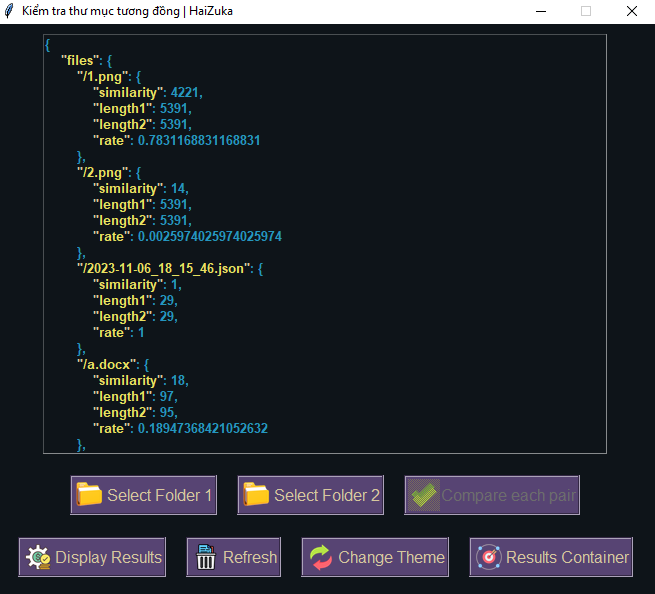 Kiểm tra thư mục tương đồng | HaiZuka
{
"files": {
"/1.png": {
"similarity": 4221,
"length1": 5391,
"length2": 5391,
"rate": 0.7831168831168831
},
"/2.png": {
"similarity": 14,
"length1": 5391,
"length2": 5391,
"rate": 0.0025974025974025974
},
"/2023-11-06_18_15_46.json": {
"similarity": 1,
"length1": 29,
"length2": 29,
"rate": 1
},
"/a.docx": {
"similarity": 18,
"length1": 97,
"length2": 95,
"rate": 0.18947368421052632
},
Select Folder 1
Select Folder 2
Compare each pair
Display Results
Refresh
Change Theme
Results Container